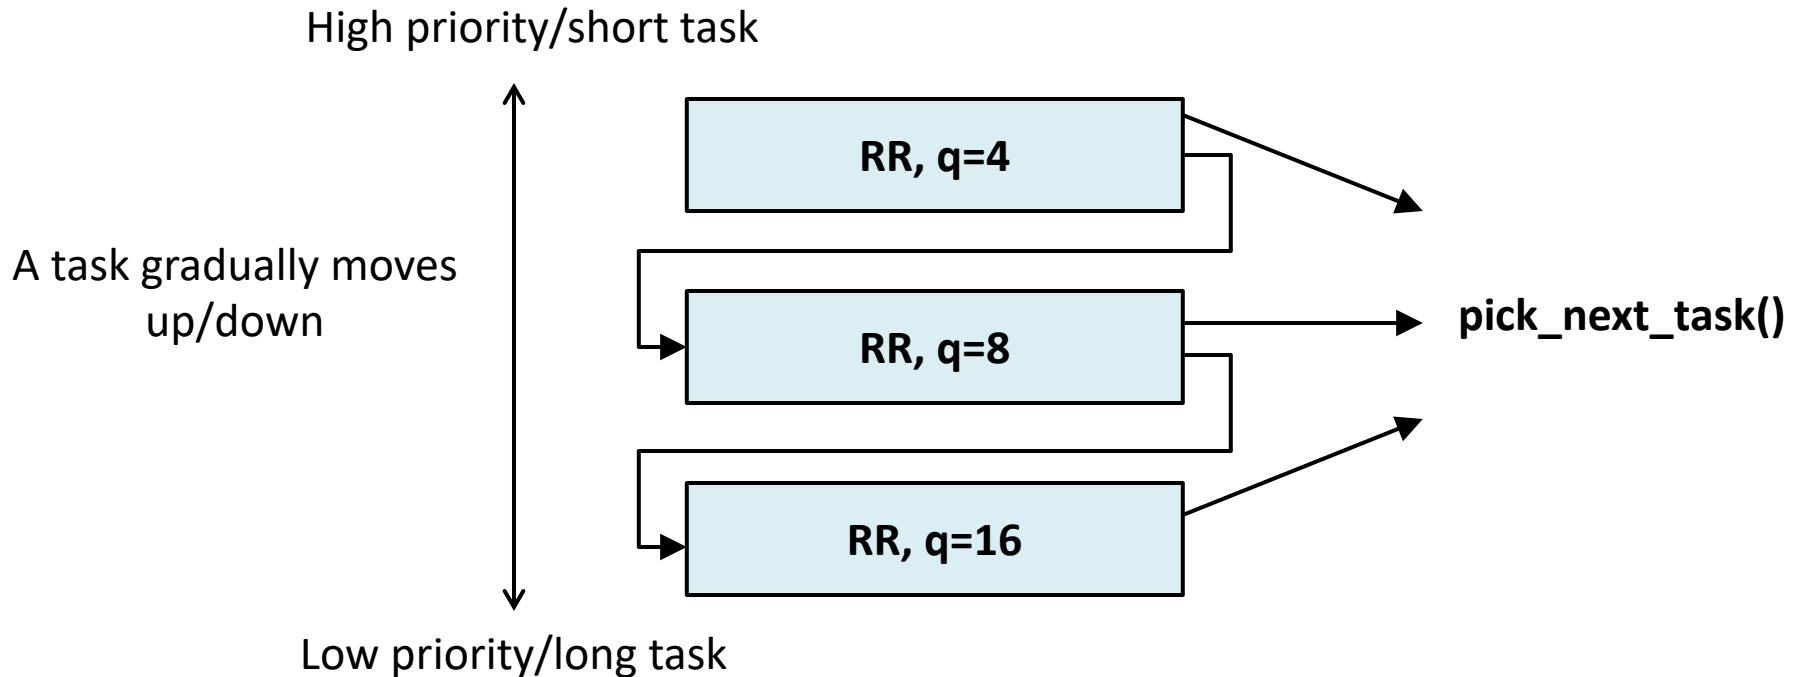 High priority/short task
RR, q=4
A task gradually moves
up/down
RR, q=8
pick_next_task()
RR, q=16
Low priority/long task